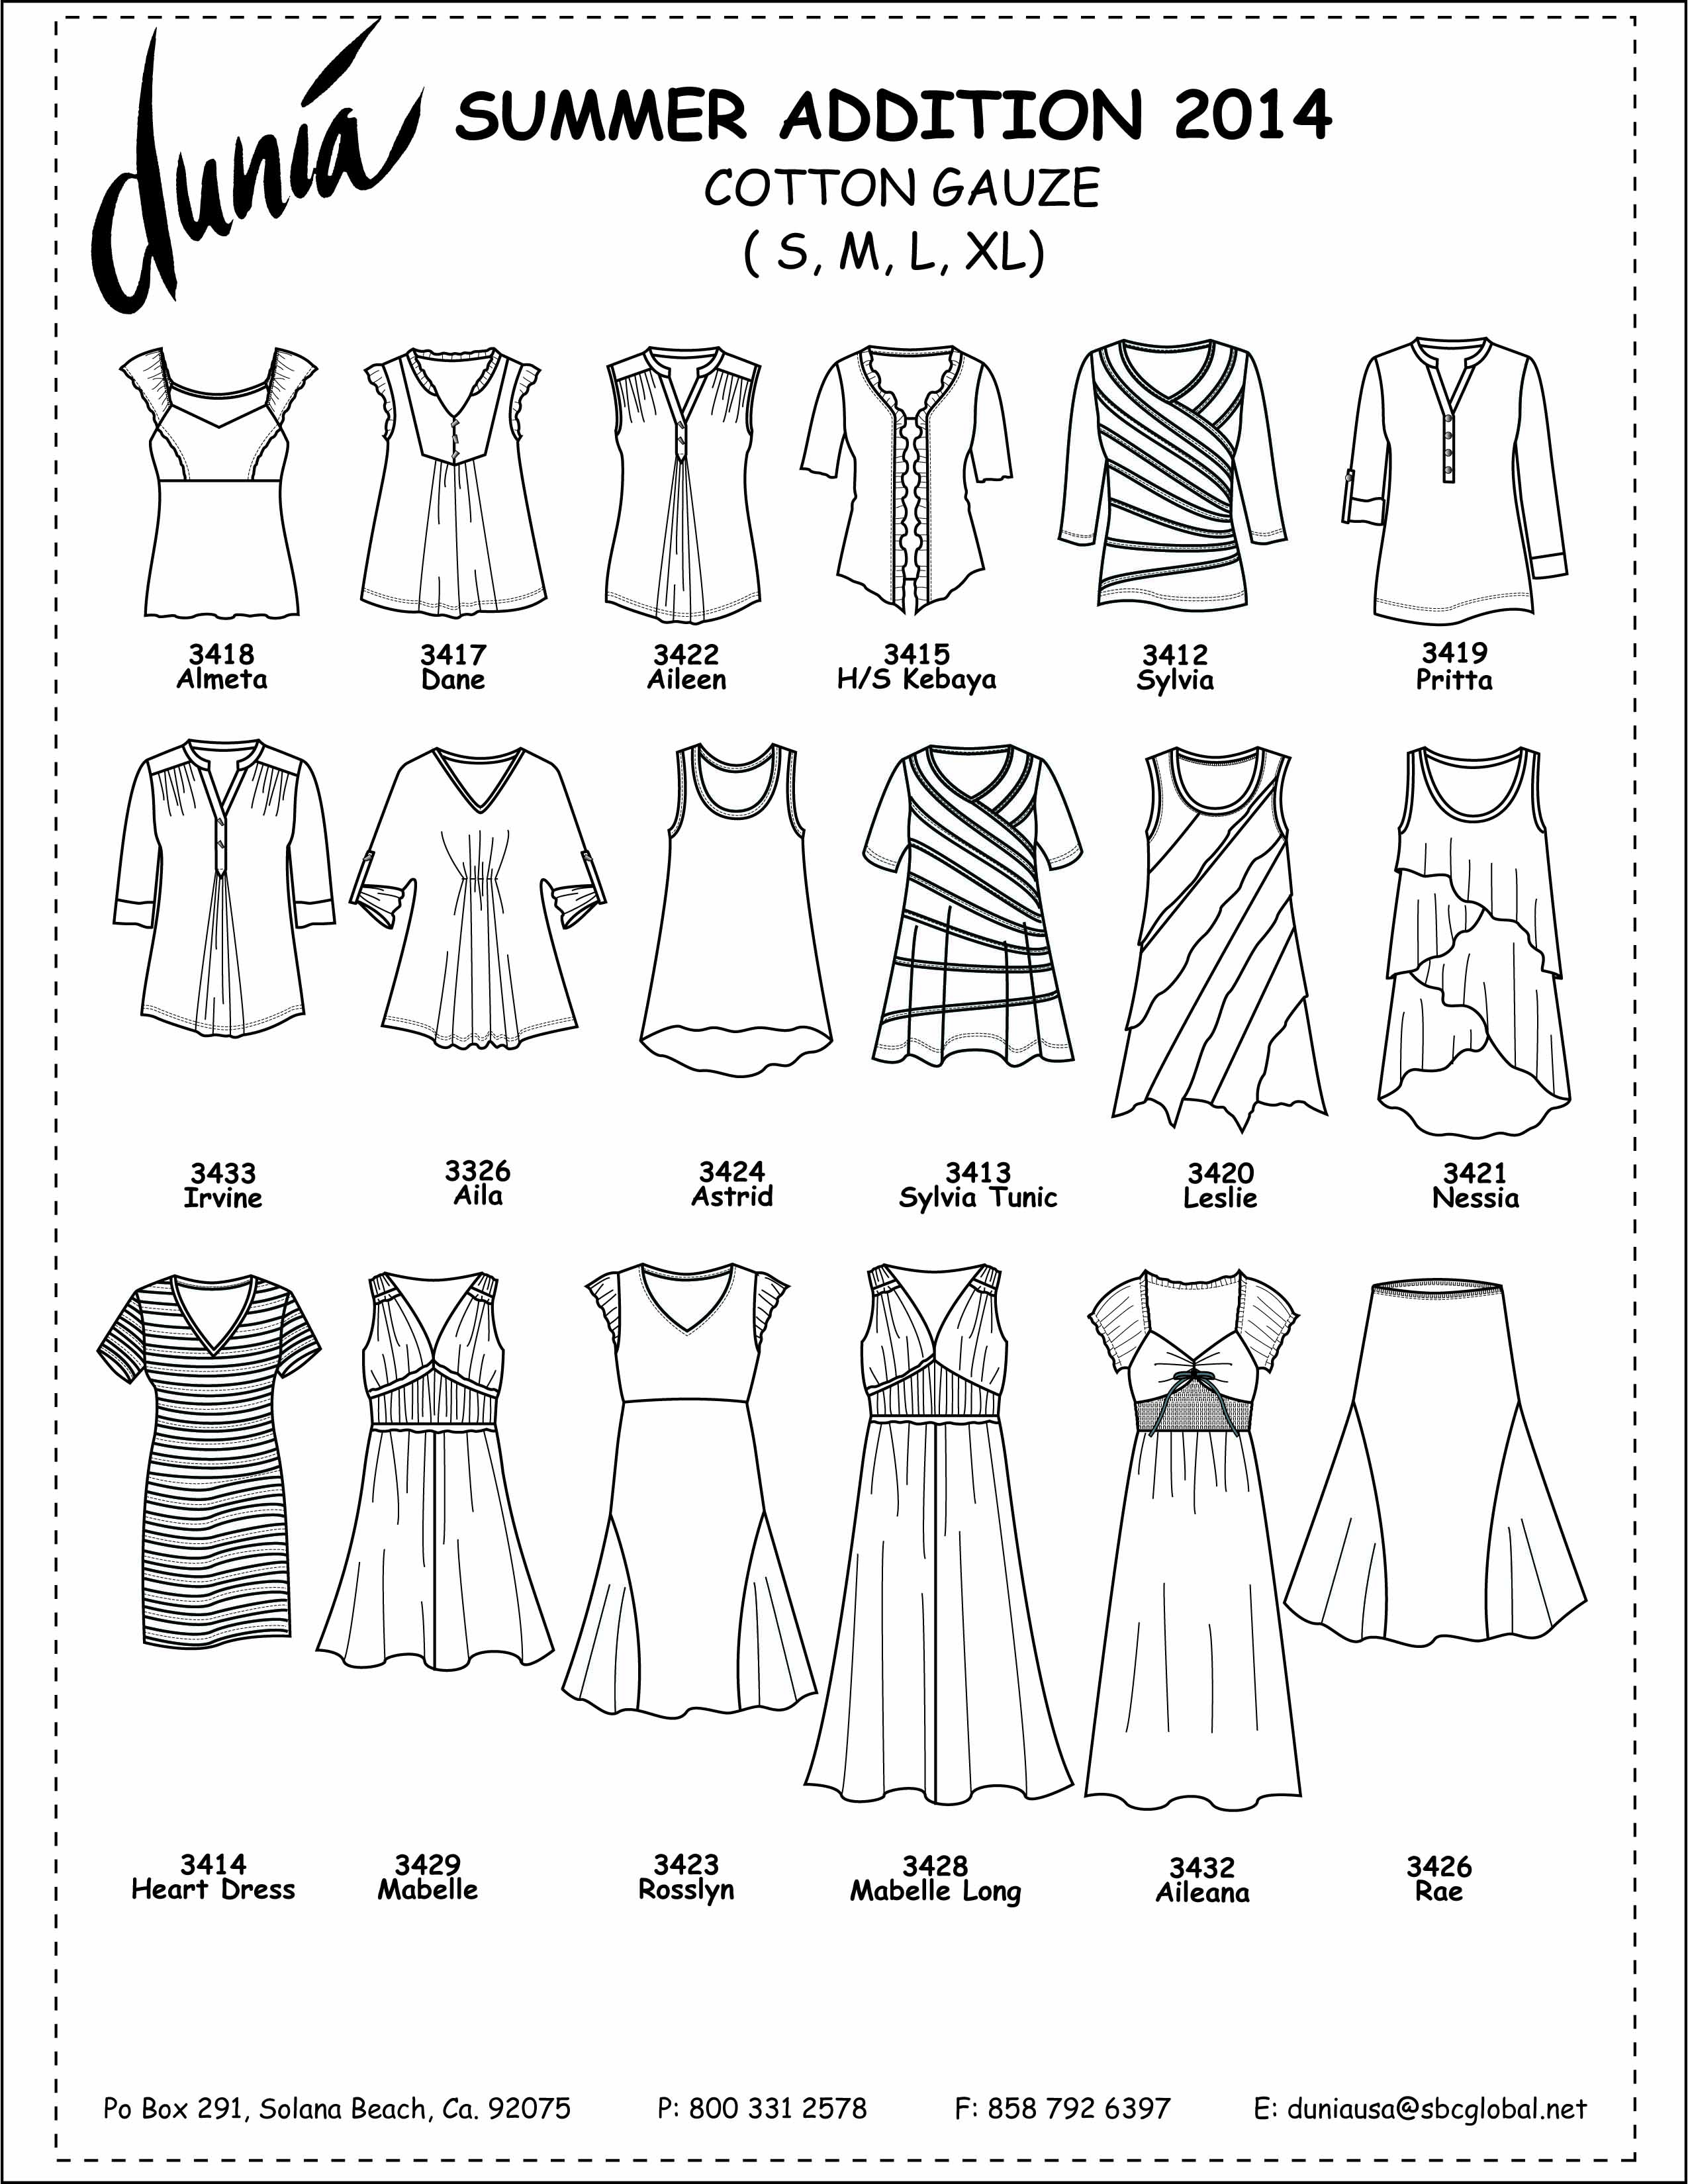 dunia
SUMMER ADDITION 2014
COTTON GAUZE
( S, M, L, XL)
3418 3417 3422 3415 3412 3419
Almeta Dane Aileen H/S Kebaya Sylvia Pritta
3433 3326 3424 3413 3420 3421
Irvine Aila Astrid Sylvia Tunic Leslie Nessia
3414 3429 3423 3428 3432 3426
Heart Dress Mabelle Rosslyn Mabelle Long Aileana Rae
Po Box 291, Solana Beach, Ca. 92075 P: 800 331 2578 F: 858 792 6397 E: duniausa@sbcglobal.net